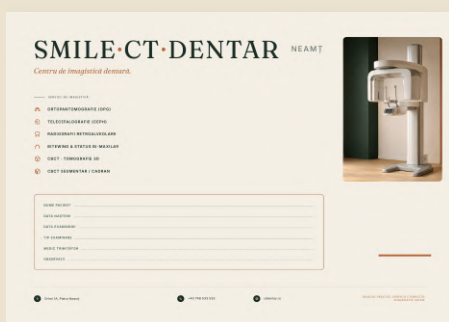 SMILE·CT·DENTAR NEAMȚ
Centru de imagistică dentară.
ORTOPANTOMOGRAFIE (OPG)
TELECEFALOGRAFIE (CEPH)
RADIOGRAFII RETROALVEOLARE
BITEWING & STATUS BI-MAXILAR
CBCT - TOMOGRAFIE 3D
CBCT SEGMENTAR / CADRAN
NUME PACIENT
DATA NAȘTERII
DATA EXAMINĂRII
TIP EXAMINARE
MEDIC TRIMIȚĂTOR
OBSERVAȚII